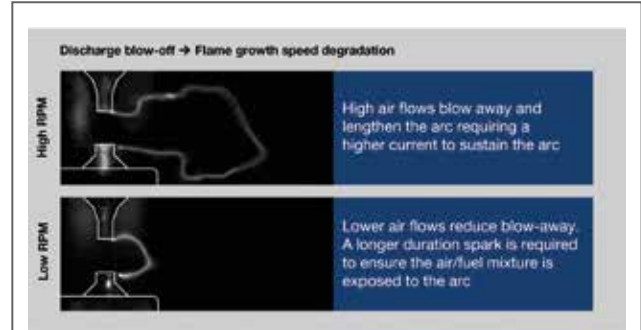 Discharge blow-off → Flame growth speed degradation
High RPM
High air flows blow away and
lengthen the arc requiring a
higher current to sustain the arc
Low RPM
Lower air flows reduce blow-away.
A longer duration spark is required
to ensure the air/fuel mixture is
exposed to the arc